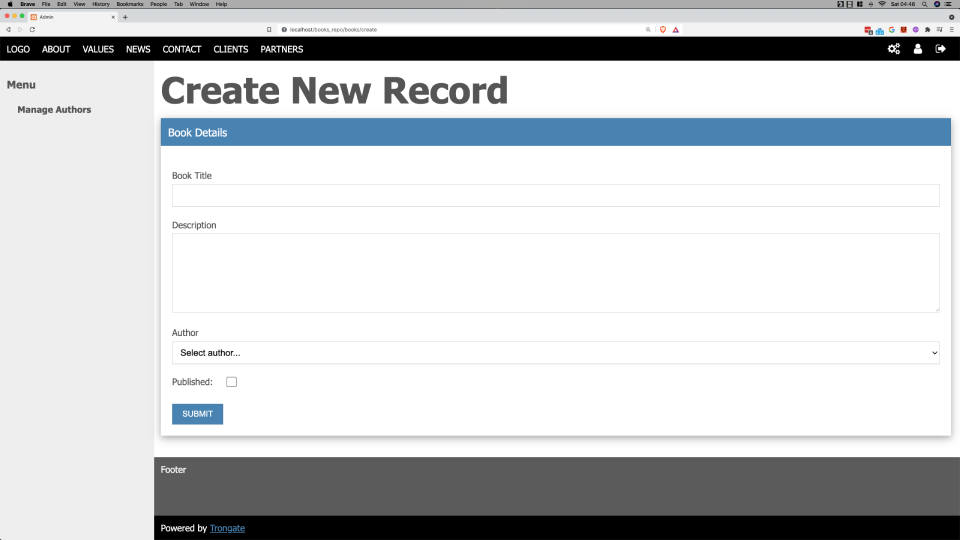 Brave File Edit View History Bookmarks People Tab Window Help
Sat 04:48
Admin
localhost/books_repo/books/create
LOGO ABOUT VALUES NEWS CONTACT CLIENTS PARTNERS
Menu
Manage Authors
Create New Record
Book Details
Book Title
Description
Author
Select author...
Published:
SUBMIT
Footer
Powered by Trongate